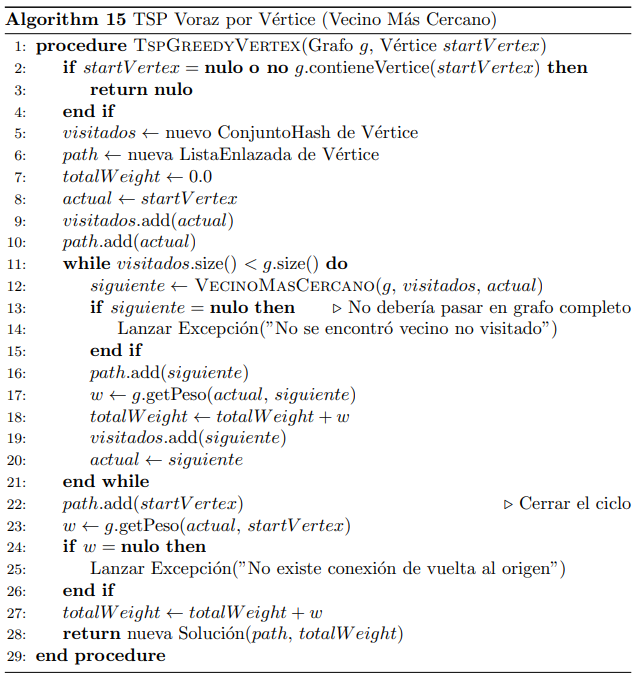 Algorithm 15 TSP Voraz por Vértice (Vecino Más Cercano)
1: procedure TspGreedyVertex(Grafo g, Vértice startVertex)
2: if startVertex = nulo o no g.contieneVertice(startVertex) then
3: return nulo
4: end if
5: visitados ← nuevo ConjuntoHash de Vértice
6: path ← nueva ListaEnlazada de Vértice
7: totalWeight ← 0.0
8: actual ← startVertex
9: visitados.add(actual)
10: path.add(actual)
11: while visitados.size() < g.size() do
12: siguiente ← VecinoMasCercano(g, visitados, actual)
13: if siguiente = nulo then ▷ No debería pasar en grafo completo
14: Lanzar Excepción("No se encontró vecino no visitado")
15: end if
16: path.add(siguiente)
17: w ← g.getPeso(actual, siguiente)
18: totalWeight ← totalWeight + w
19: visitados.add(siguiente)
20: actual ← siguiente
21: end while
22: path.add(startVertex) ▷ Cerrar el ciclo
23: w ← g.getPeso(actual, startVertex)
24: if w = nulo then
25: Lanzar Excepción("No existe conexión de vuelta al origen")
26: end if
27: totalWeight ← totalWeight + w
28: return nueva Solución(path, totalWeight)
29: end procedure